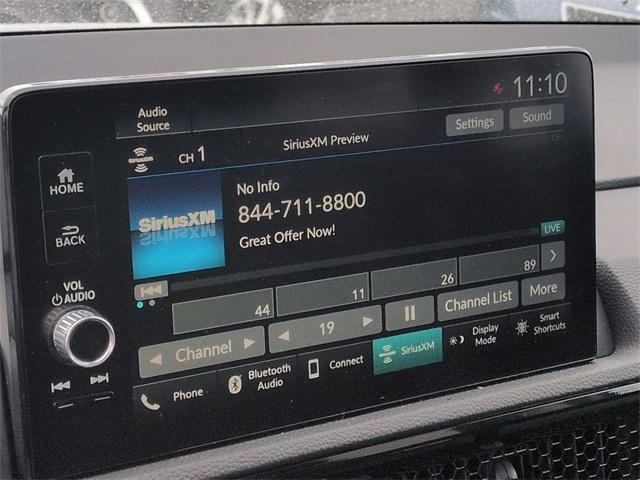 11:10
Audio
Source
Settings
Sound
SIRIUSXM
CH 1
SiriusXM Preview
HOME
BACK
VOL
AUDIO
SiriusXM
No Info
844-711-8800
Great Offer Now!
LIVE
44
11
26
89
Channel
19
Channel List
More
Phone
Bluetooth
Audio
Connect
SiriusXM
Display
Mode
Smart
Shortcuts